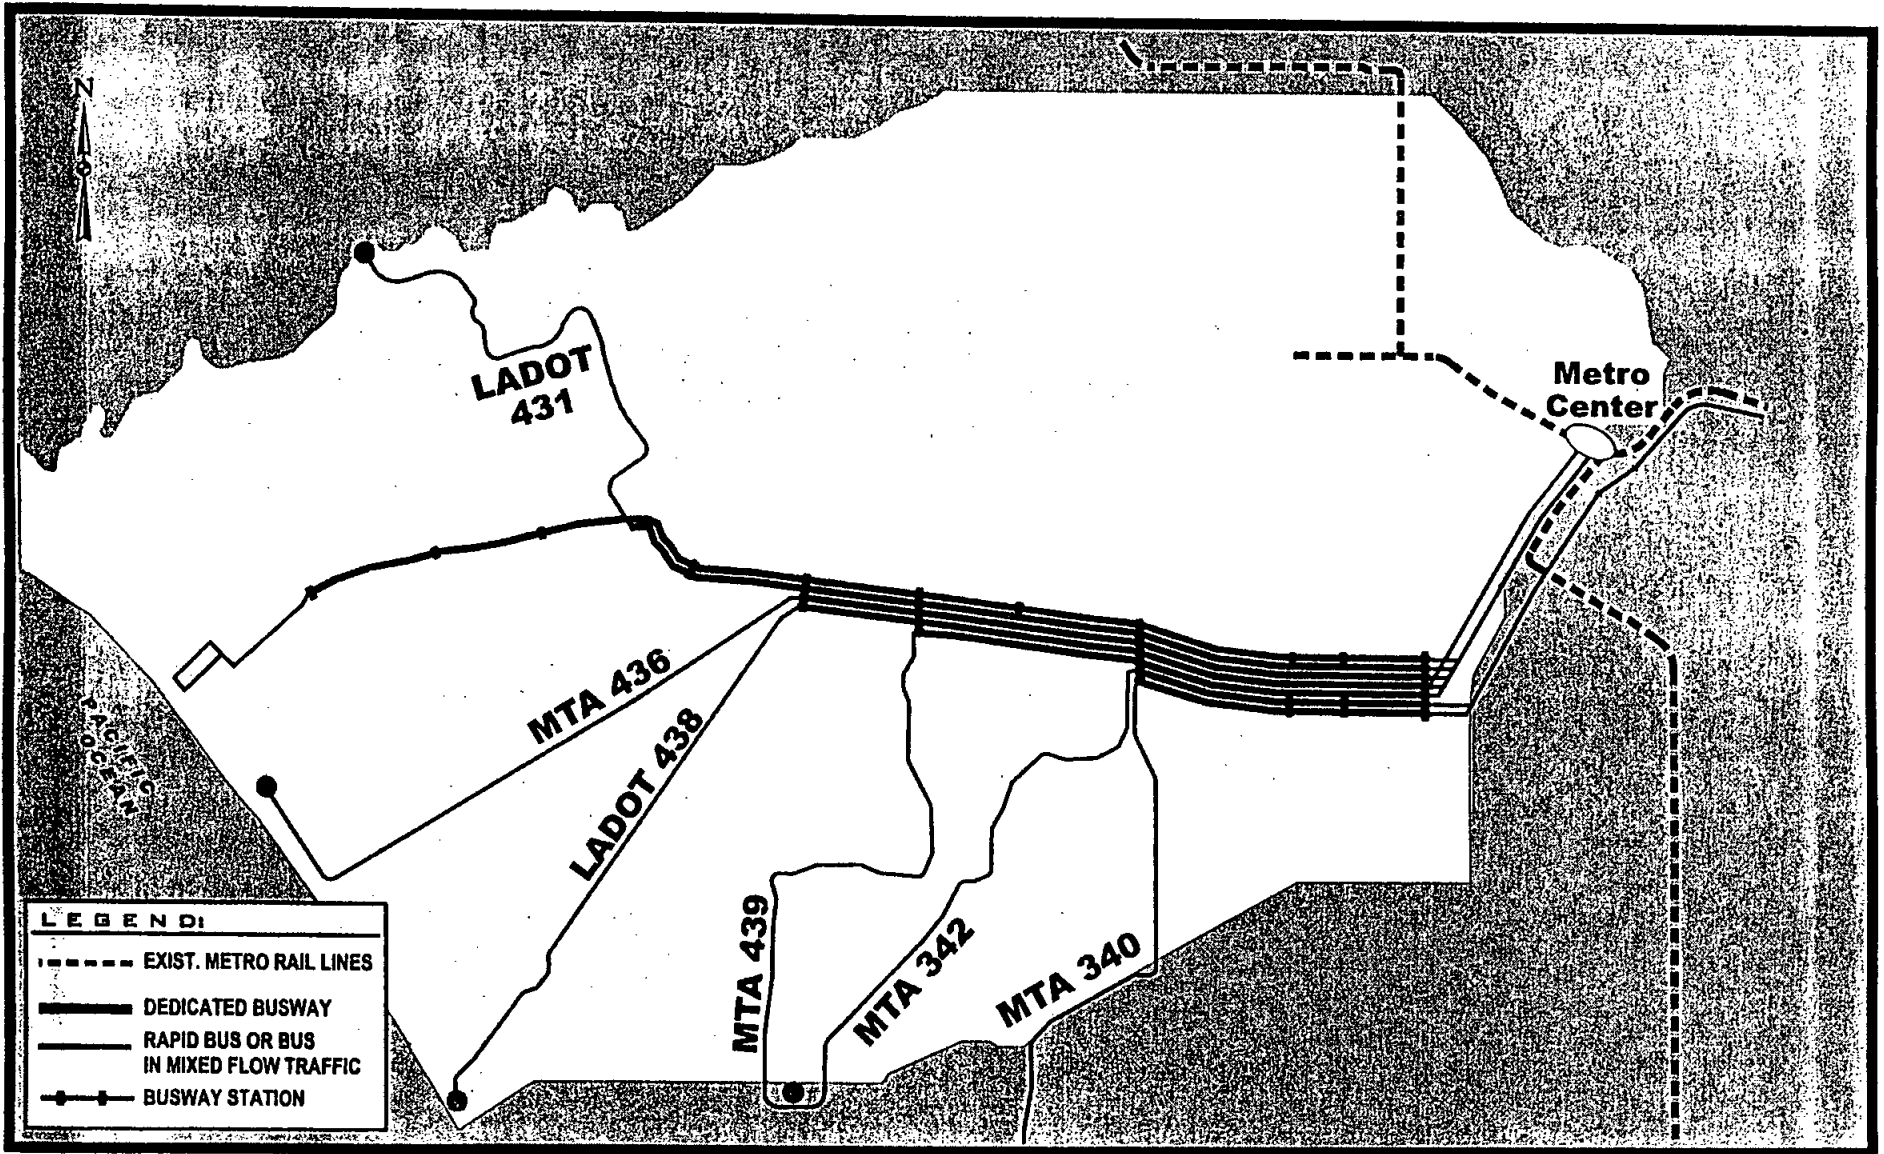 N
Metro
Center
LADOT
431
MTA 436
LADOT 438
MTA 439
MTA 342
MTA 340
PACIFIC
OCEAN
LEGEND:
EXIST. METRO RAIL LINES
DEDICATED BUSWAY
RAPID BUS OR BUS
IN MIXED FLOW TRAFFIC
BUSWAY STATION